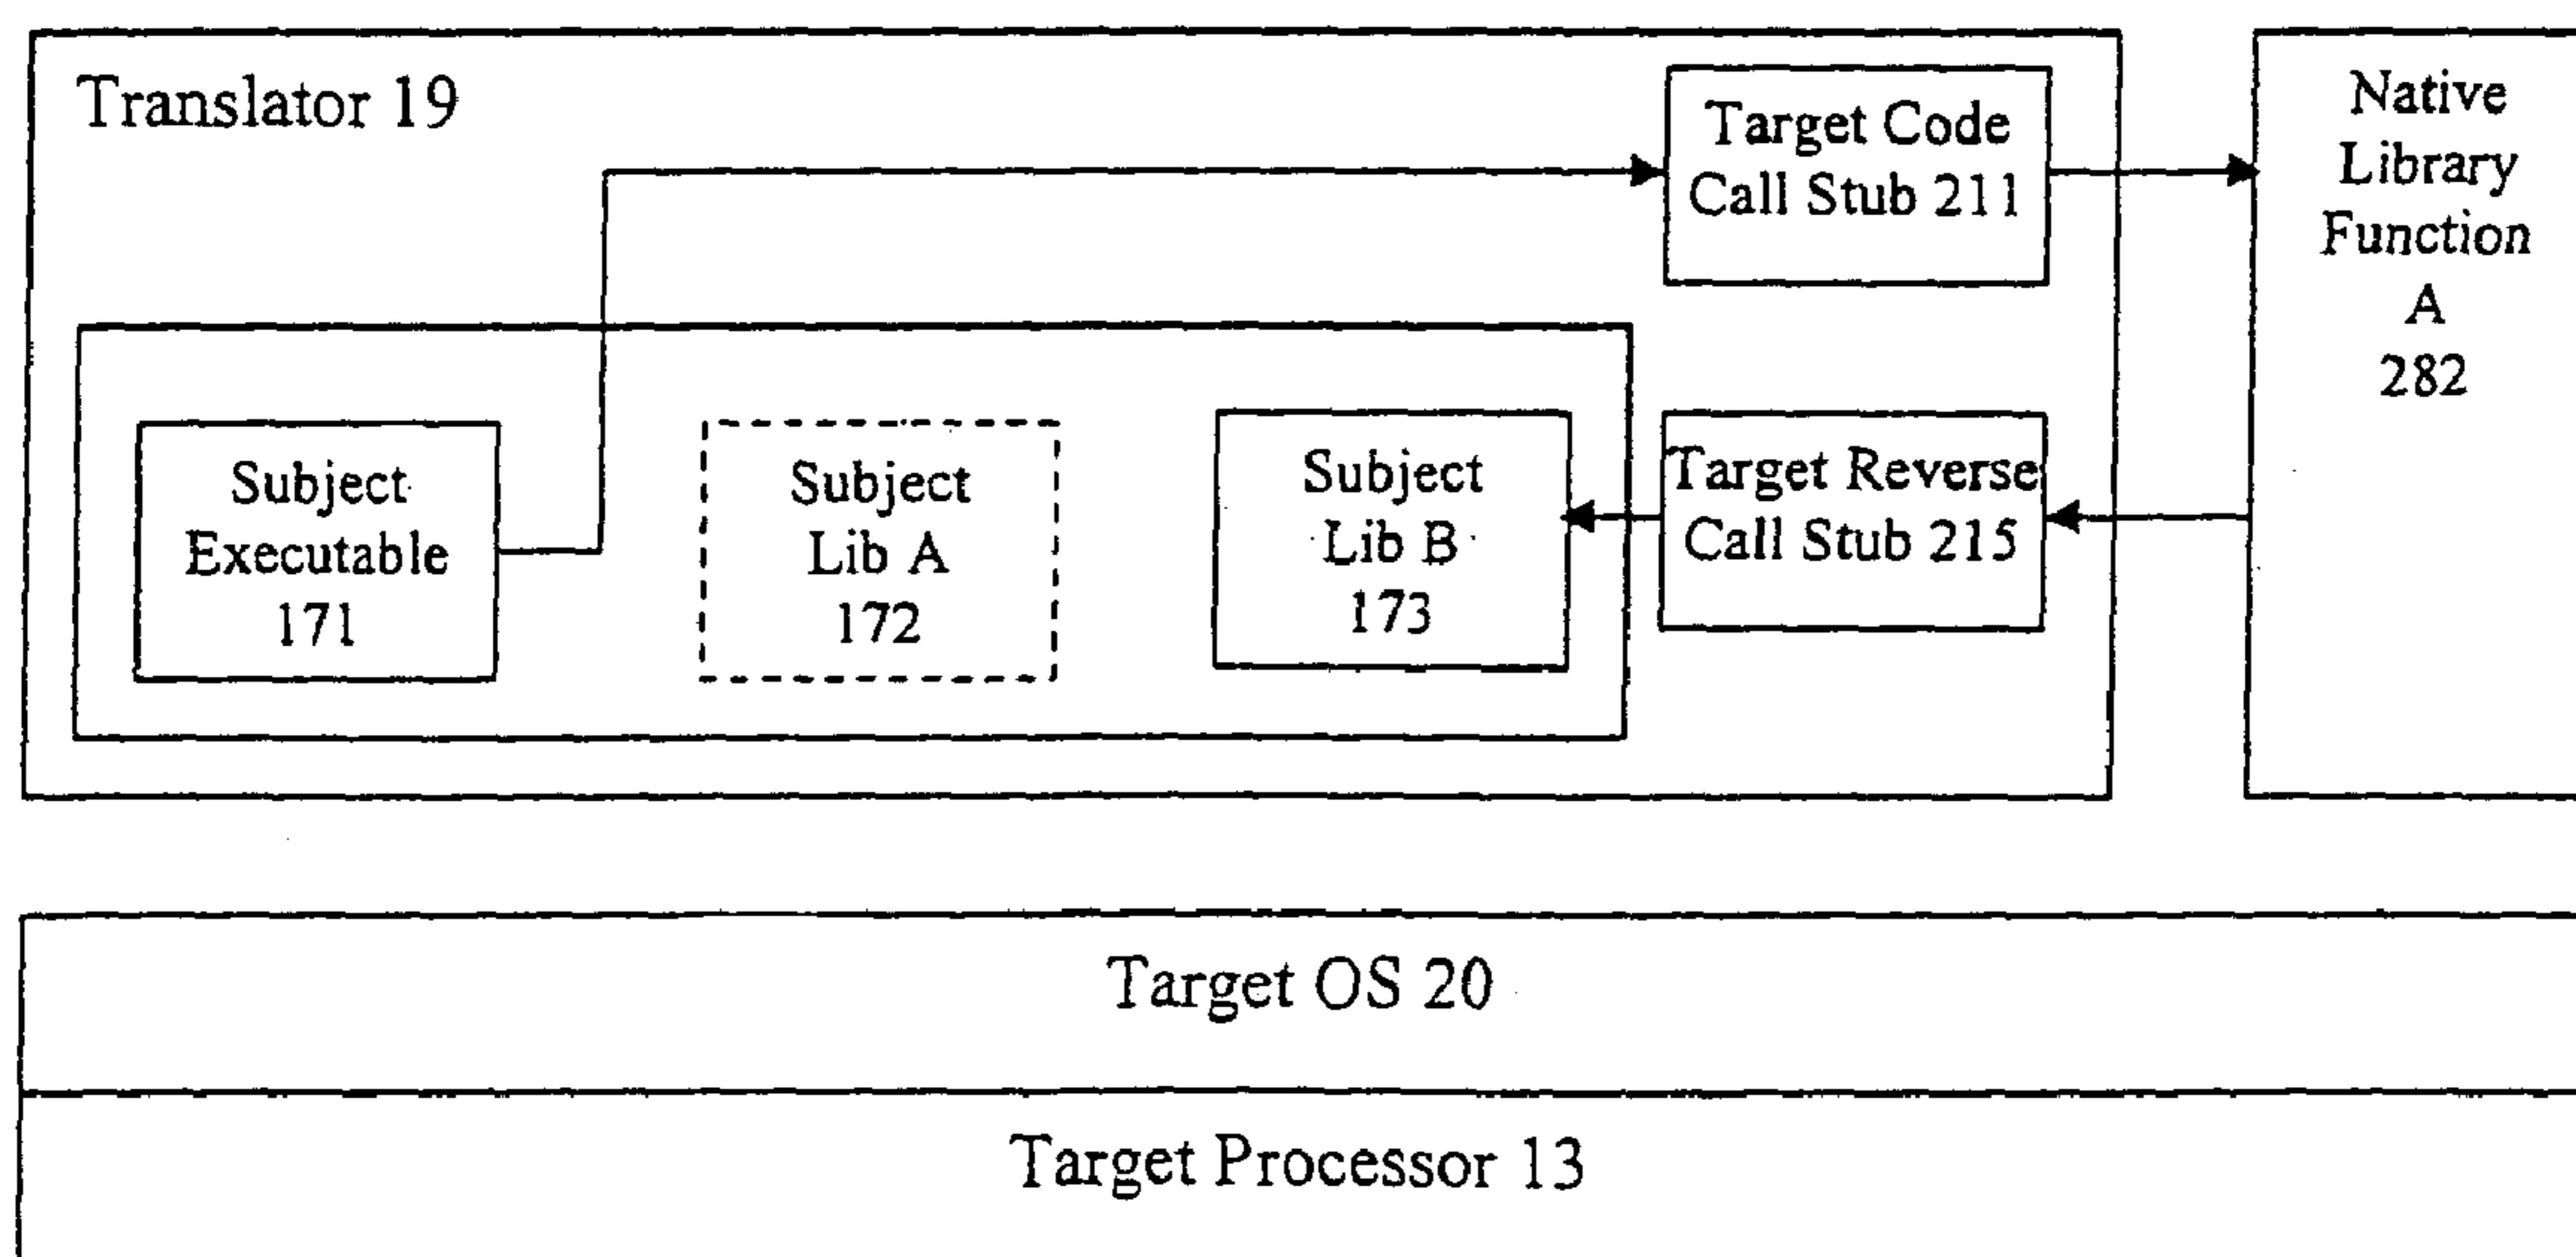 Translator 19
Target Code
Call Stub 211
Native
Library
Function
A
282
Subject
Executable
171
Subject
Lib A
172
Subject
Lib B
173
Target Reverse
Call Stub 215
Target OS 20
Target Processor 13